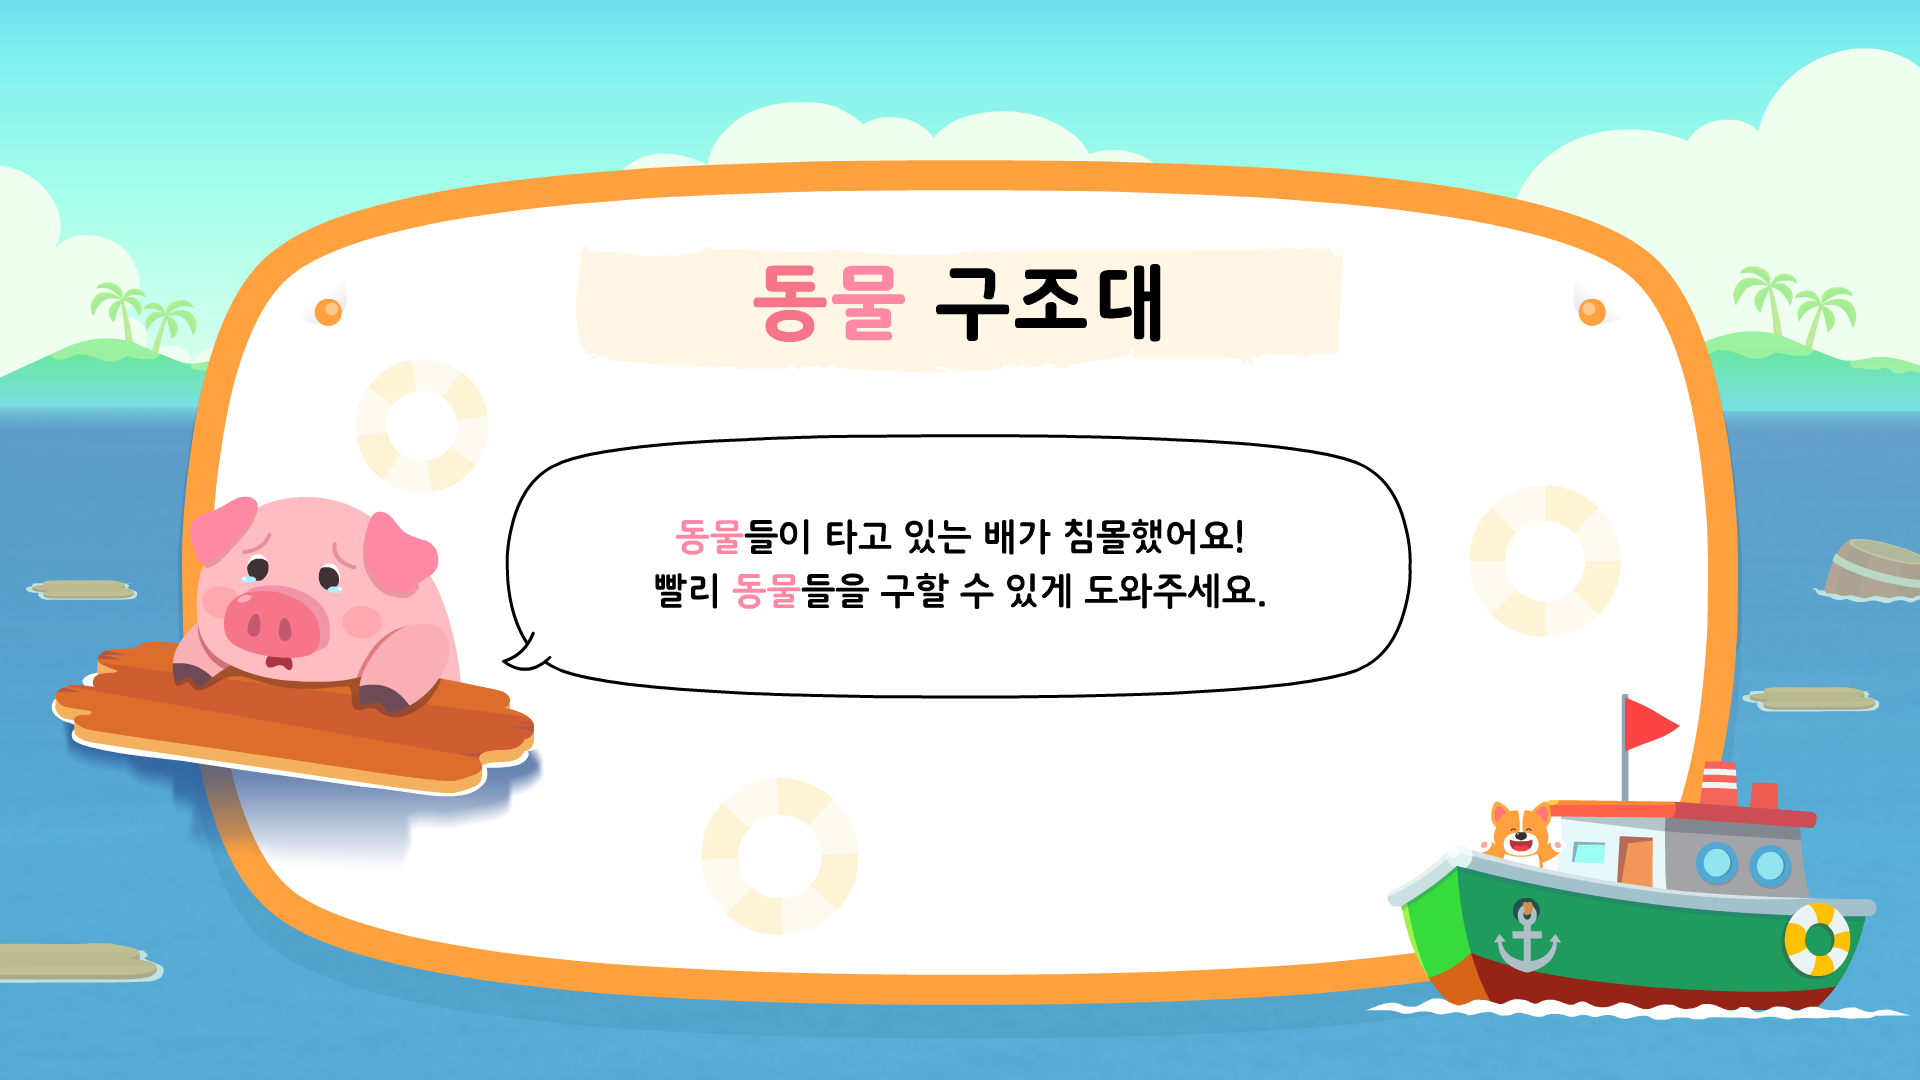 동물 구조대
동물들이 타고 있는 배가 침몰했어요!
빨리 동물들을 구할 수 있게 도와주세요.